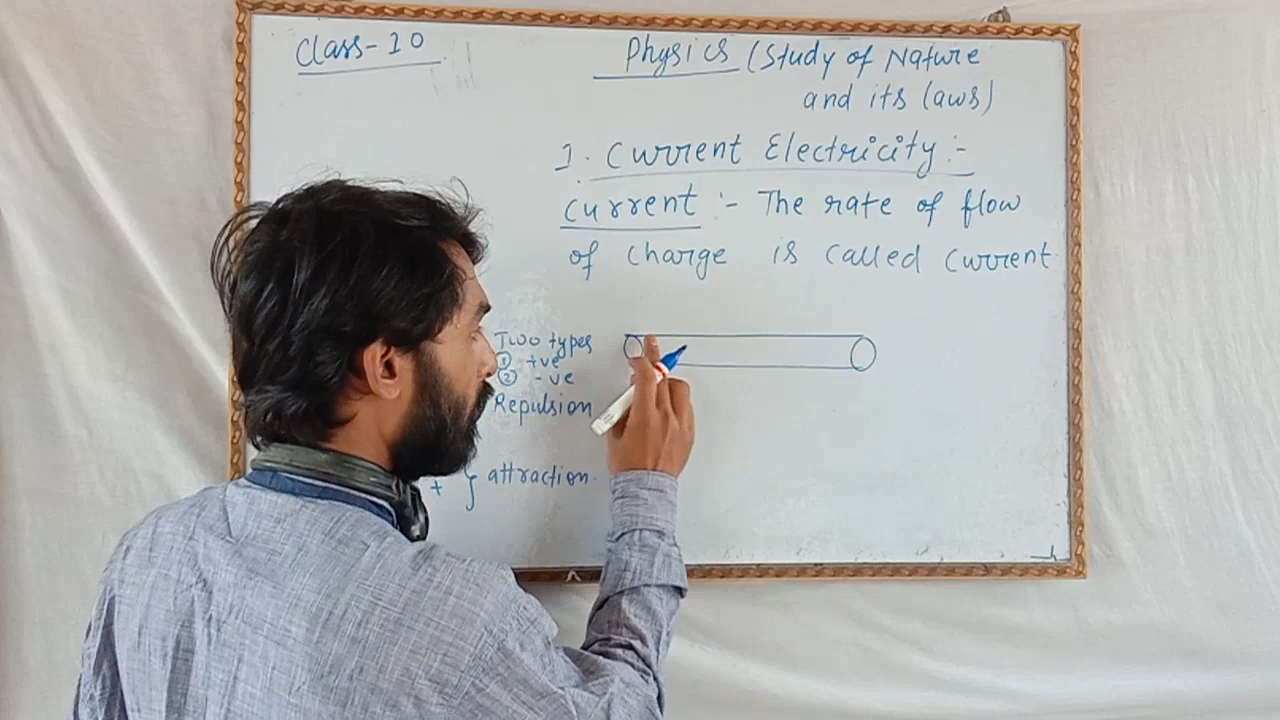 Class-10
Physics (Study of Nature
and its laws)
1. Current Electricity :-
Current :- The rate of flow
of charge is called current.
Two types
① +ve
② -ve
Repulsion
+ } attraction.